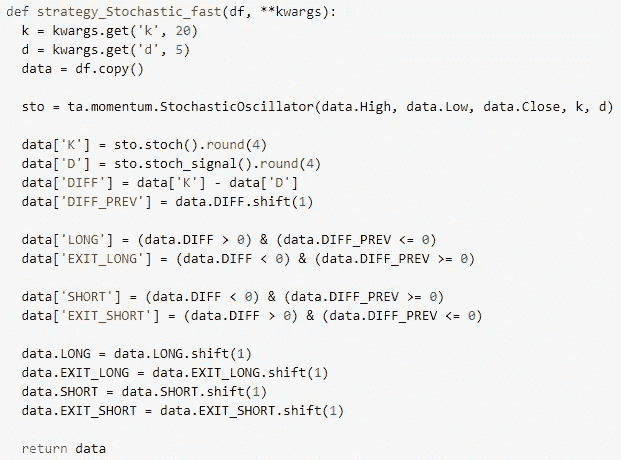 def strategy_Stochastic_fast(df, **kwargs):
  k = kwargs.get('k', 20)
  d = kwargs.get('d', 5)
  data = df.copy()

  sto = ta.momentum.StochasticOscillator(data.High, data.Low, data.Close, k, d)

  data['K'] = sto.stoch().round(4)
  data['D'] = sto.stoch_signal().round(4)
  data['DIFF'] = data['K'] - data['D']
  data['DIFF_PREV'] = data.DIFF.shift(1)

  data['LONG'] = (data.DIFF > 0) & (data.DIFF_PREV <= 0)
  data['EXIT_LONG'] = (data.DIFF < 0) & (data.DIFF_PREV >= 0)

  data['SHORT'] = (data.DIFF < 0) & (data.DIFF_PREV >= 0)
  data['EXIT_SHORT'] = (data.DIFF > 0) & (data.DIFF_PREV <= 0)

  data.LONG = data.LONG.shift(1)
  data.EXIT_LONG = data.EXIT_LONG.shift(1)
  data.SHORT = data.SHORT.shift(1)
  data.EXIT_SHORT = data.EXIT_SHORT.shift(1)

  return data